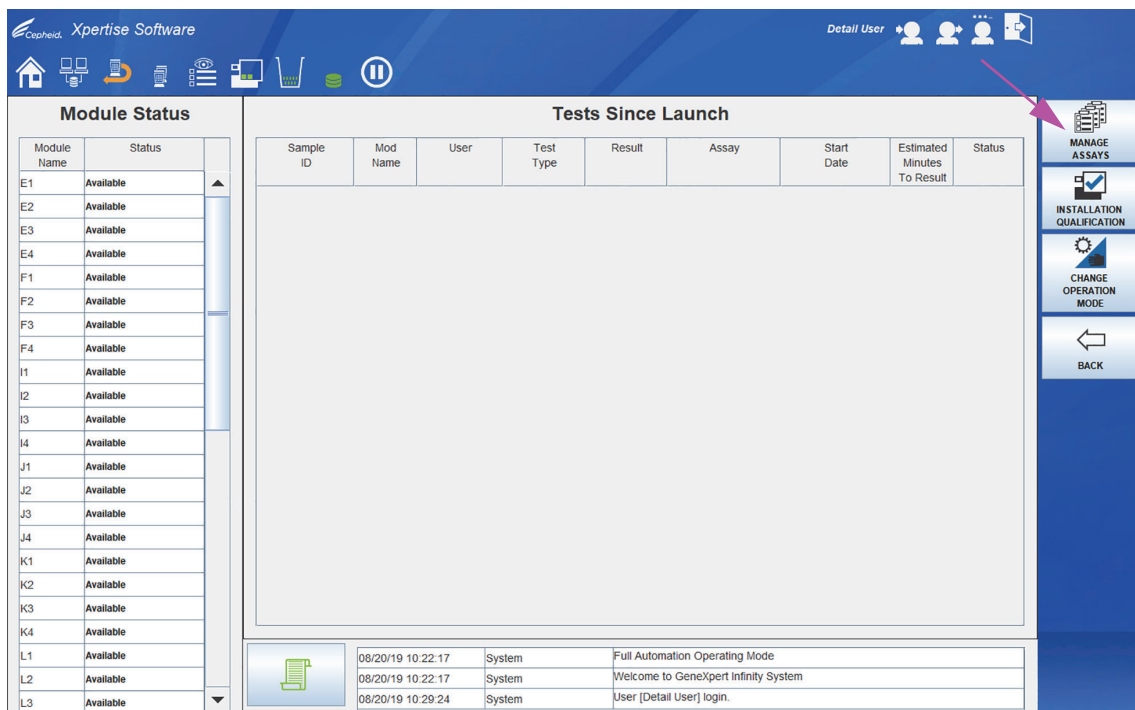 Cepheid. Xpertise Software
Detail User
Module Status
Module Name
Status
E1 Available
E2 Available
E3 Available
E4 Available
F1 Available
F2 Available
F3 Available
F4 Available
I1 Available
I2 Available
I3 Available
I4 Available
J1 Available
J2 Available
J3 Available
J4 Available
K1 Available
K2 Available
K3 Available
K4 Available
L1 Available
L2 Available
L3 Available
Tests Since Launch
Sample ID
Mod Name
User
Test Type
Result
Assay
Start Date
Estimated Minutes To Result
Status
08/20/19 10:22:17 System Full Automation Operating Mode
08/20/19 10:22:17 System Welcome to GeneXpert Infinity System
08/20/19 10:29:24 System User [Detail User] login.
MANAGE
ASSAYS
INSTALLATION
QUALIFICATION
CHANGE
OPERATION
MODE
BACK